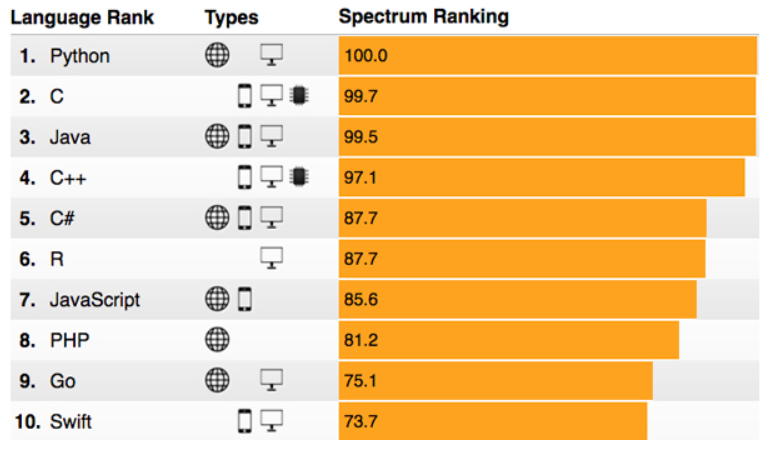 Language Rank Types Spectrum Ranking
1. Python 100.0
2. C 99.7
3. Java 99.5
4. C++ 97.1
5. C# 87.7
6. R 87.7
7. JavaScript 85.6
8. PHP 81.2
9. Go 75.1
10. Swift 73.7